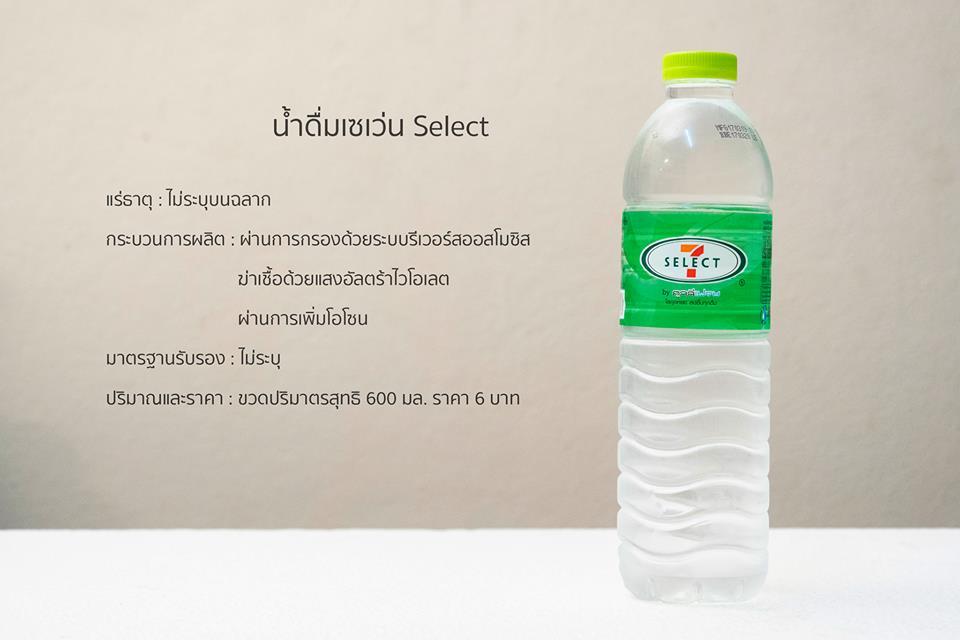 น้ำดื่มเซเว่น Select
แร่ธาตุ : ไม่ระบุบนฉลาก
กระบวนการผลิต : ผ่านการกรองด้วยระบบรีเวอร์สออสโมซิส
ฆ่าเชื้อด้วยแสงอัลตร้าไวโอเลต
ผ่านการเพิ่มโอโซน
มาตรฐานรับรอง : ไม่ระบุ
ปริมาณและราคา : ขวดปริมาตรสุทธิ 600 มล. ราคา 6 บาท
7
SELECT
®
by